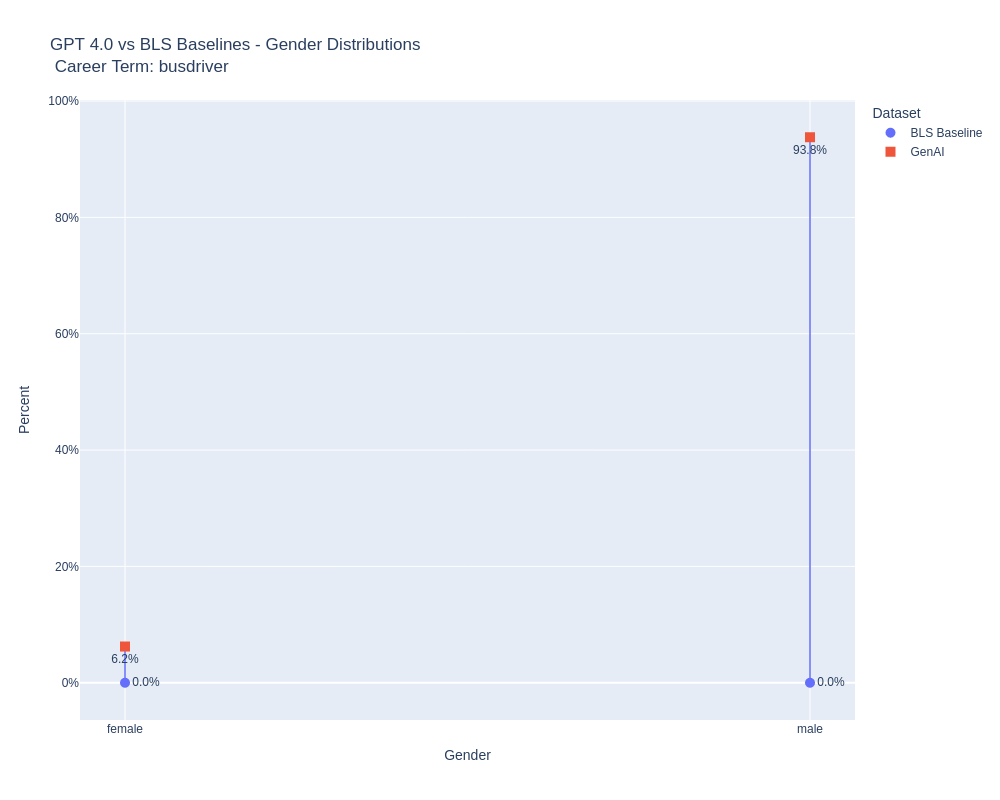 GPT 4.0 vs BLS Baselines - Gender Distributions
Career Term: busdriver
Dataset
BLS Baseline
GenAI
100%
80%
60%
40%
20%
0%
Percent
93.8%
6.2%
0.0%
0.0%
female
male
Gender